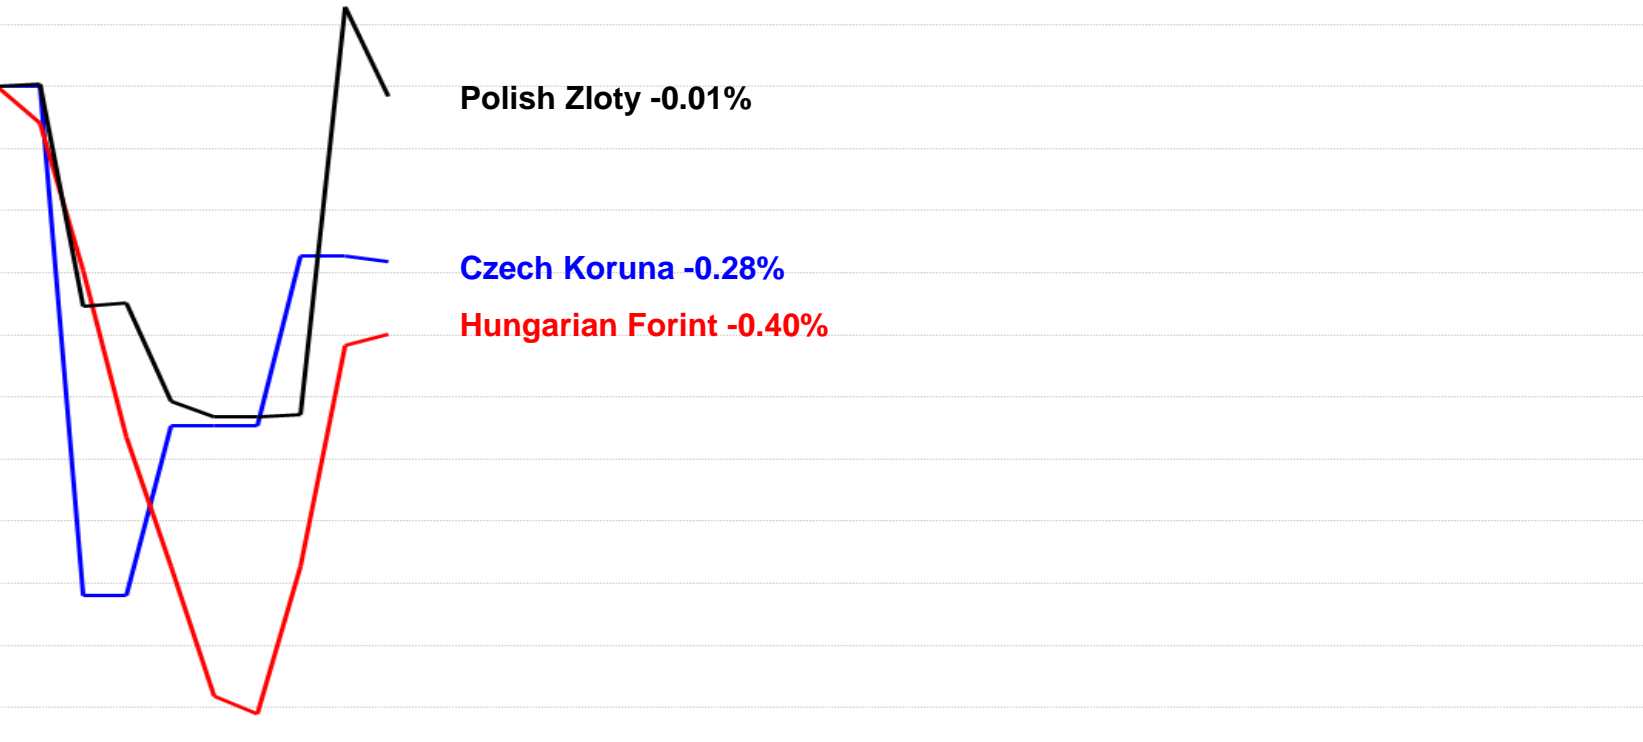 Polish Zloty -0.01%
Czech Koruna -0.28%
Hungarian Forint -0.40%